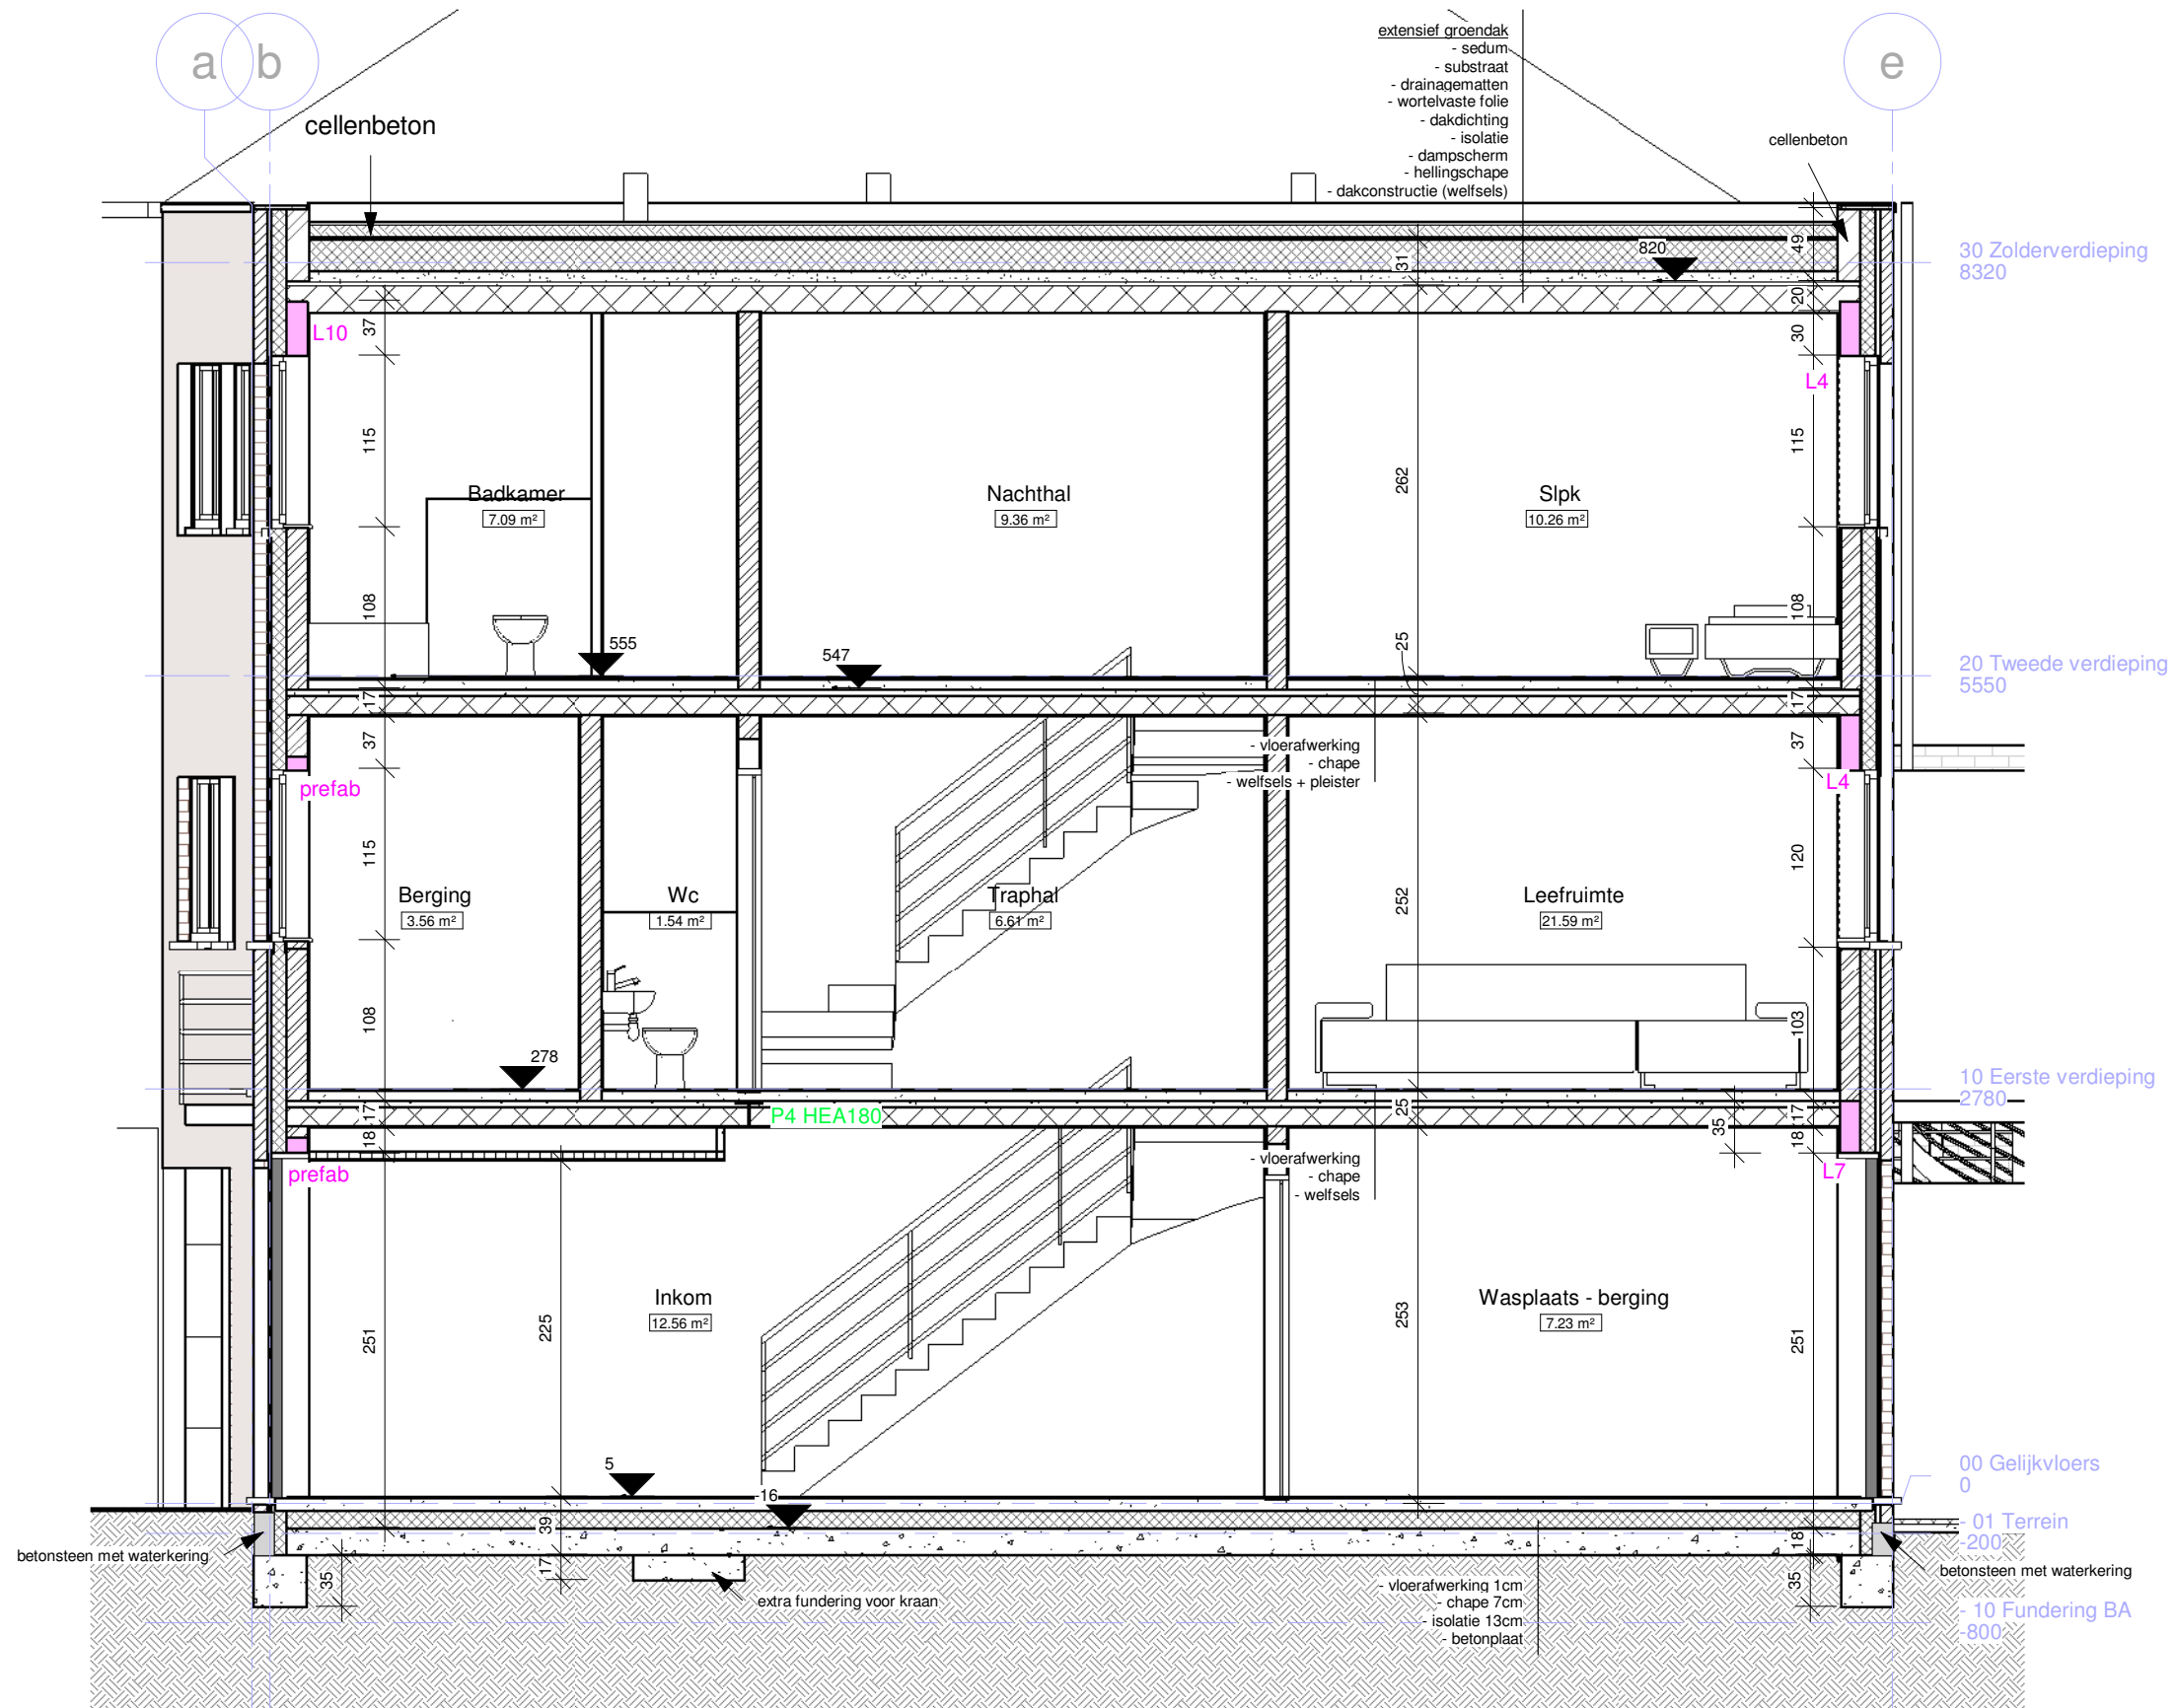 a
b
e
extensief groendak
- sedum
- substraat
- drainagematten
- wortelvaste folie
- dakdichting
- isolatie
- dampscherm
- hellingschape
- dakconstructie (welfsels)
cellenbeton
cellenbeton
30 Zolderverdieping
8320
820
49
31
20
30
37
L10
L4
115
115
262
Badkamer
7.09 m²
Nachthal
9.36 m²
Slpk
10.26 m²
108
108
25
555
547
20 Tweede verdieping
5550
17
17
37
37
- vloerafwerking
- chape
- welfsels + pleister
prefab
L4
115
120
252
Berging
3.56 m²
Wc
1.54 m²
Traphal
6.61 m²
Leefruimte
21.59 m²
108
103
278
10 Eerste verdieping
2780
17
18
P4 HEA180
25
35
17
18
prefab
- vloerafwerking
- chape
- welfsels
L7
Inkom
12.56 m²
Wasplaats - berging
7.23 m²
251
225
253
251
5
-16
00 Gelijkvloers
0
- 01 Terrein
-200
39
17
35
18
35
betonsteen met waterkering
betonsteen met waterkering
extra fundering voor kraan
- vloerafwerking 1cm
- chape 7cm
- isolatie 13cm
- betonplaat
- 10 Fundering BA
-800